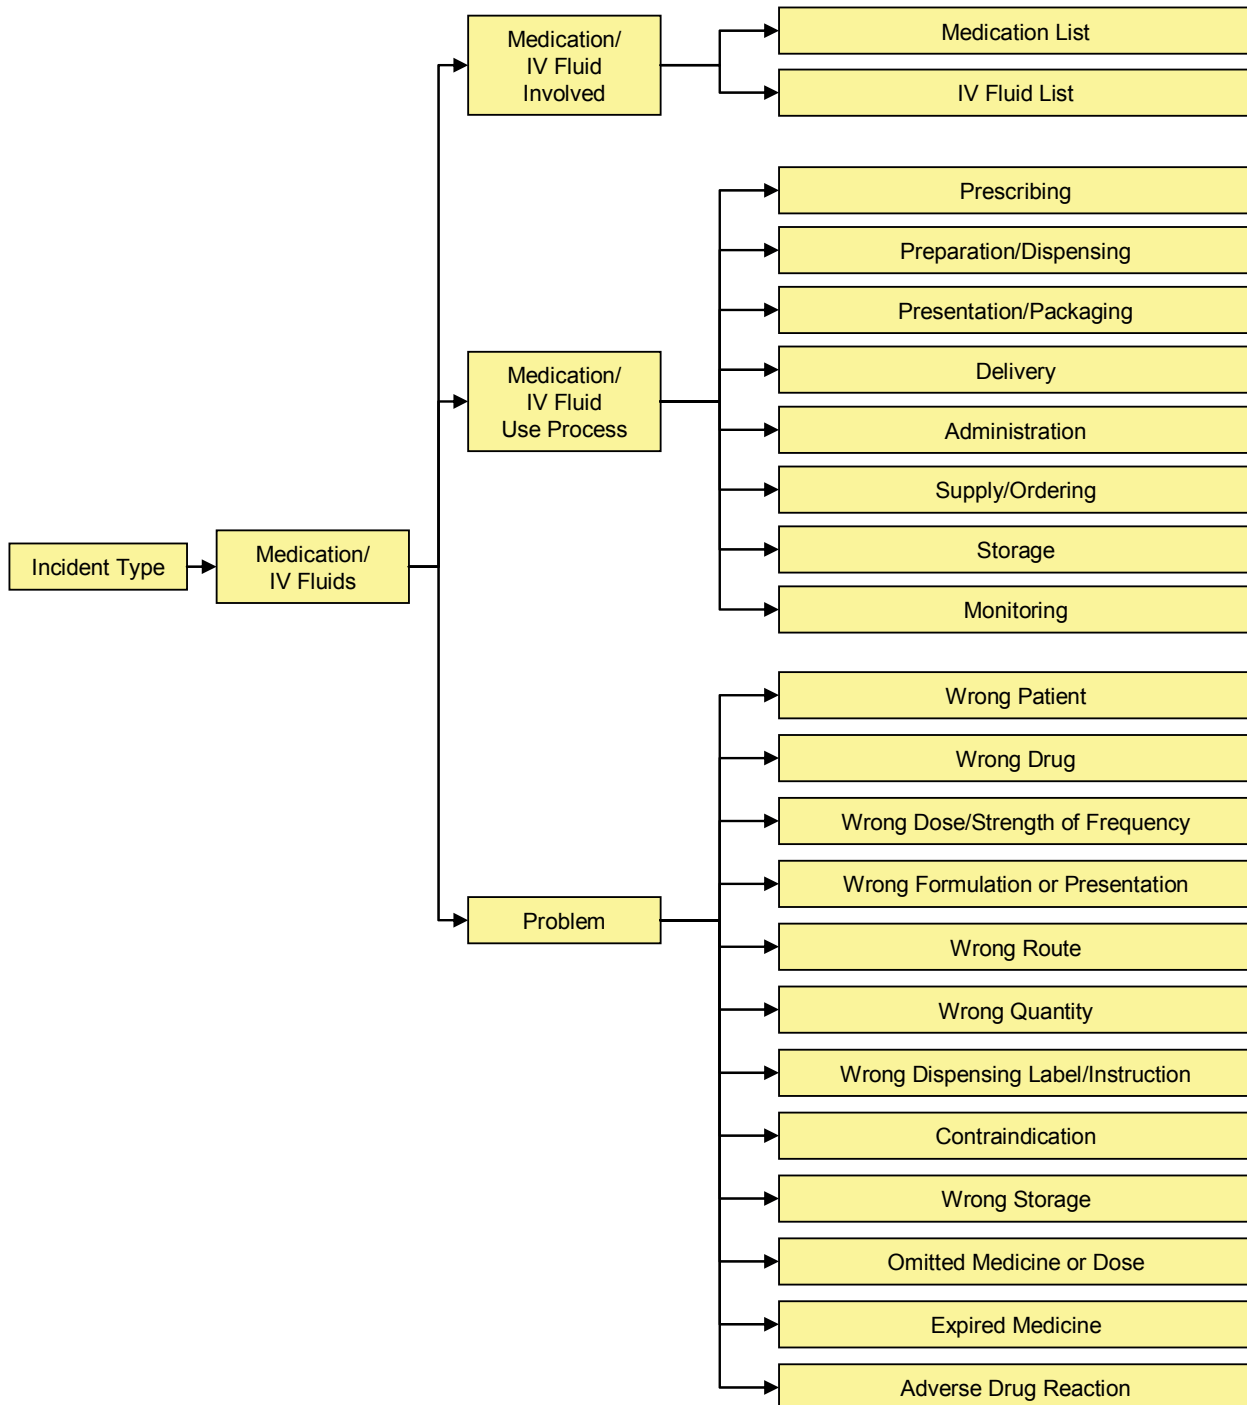 Incident Type
Medication/
IV Fluids
Medication/
IV Fluid
Involved
Medication List
IV Fluid List
Medication/
IV Fluid
Use Process
Prescribing
Preparation/Dispensing
Presentation/Packaging
Delivery
Administration
Supply/Ordering
Storage
Monitoring
Problem
Wrong Patient
Wrong Drug
Wrong Dose/Strength of Frequency
Wrong Formulation or Presentation
Wrong Route
Wrong Quantity
Wrong Dispensing Label/Instruction
Contraindication
Wrong Storage
Omitted Medicine or Dose
Expired Medicine
Adverse Drug Reaction